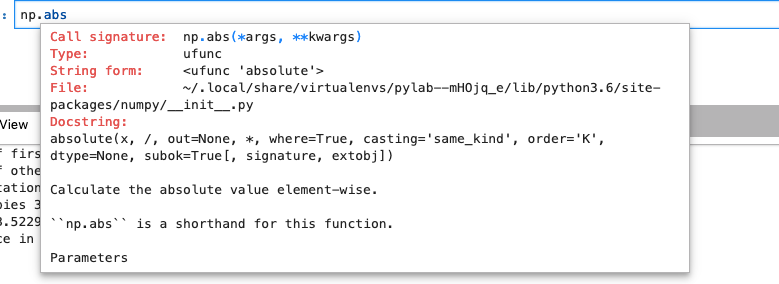 : np.abs
Call signature: np.abs(*args, **kwargs)
Type: ufunc
String form: <ufunc 'absolute'>
File: ~/.local/share/virtualenvs/pylab--mHOjq_e/lib/python3.6/site-
packages/numpy/__init__.py
Docstring:
View
absolute(x, /, out=None, *, where=True, casting='same_kind', order='K',
f firs
dtype=None, subok=True[, signature, extobj])
f othe
tation
Calculate the absolute value element-wise.
pies 3
3.5229
``np.abs`` is a shorthand for this function.
ce in
Parameters